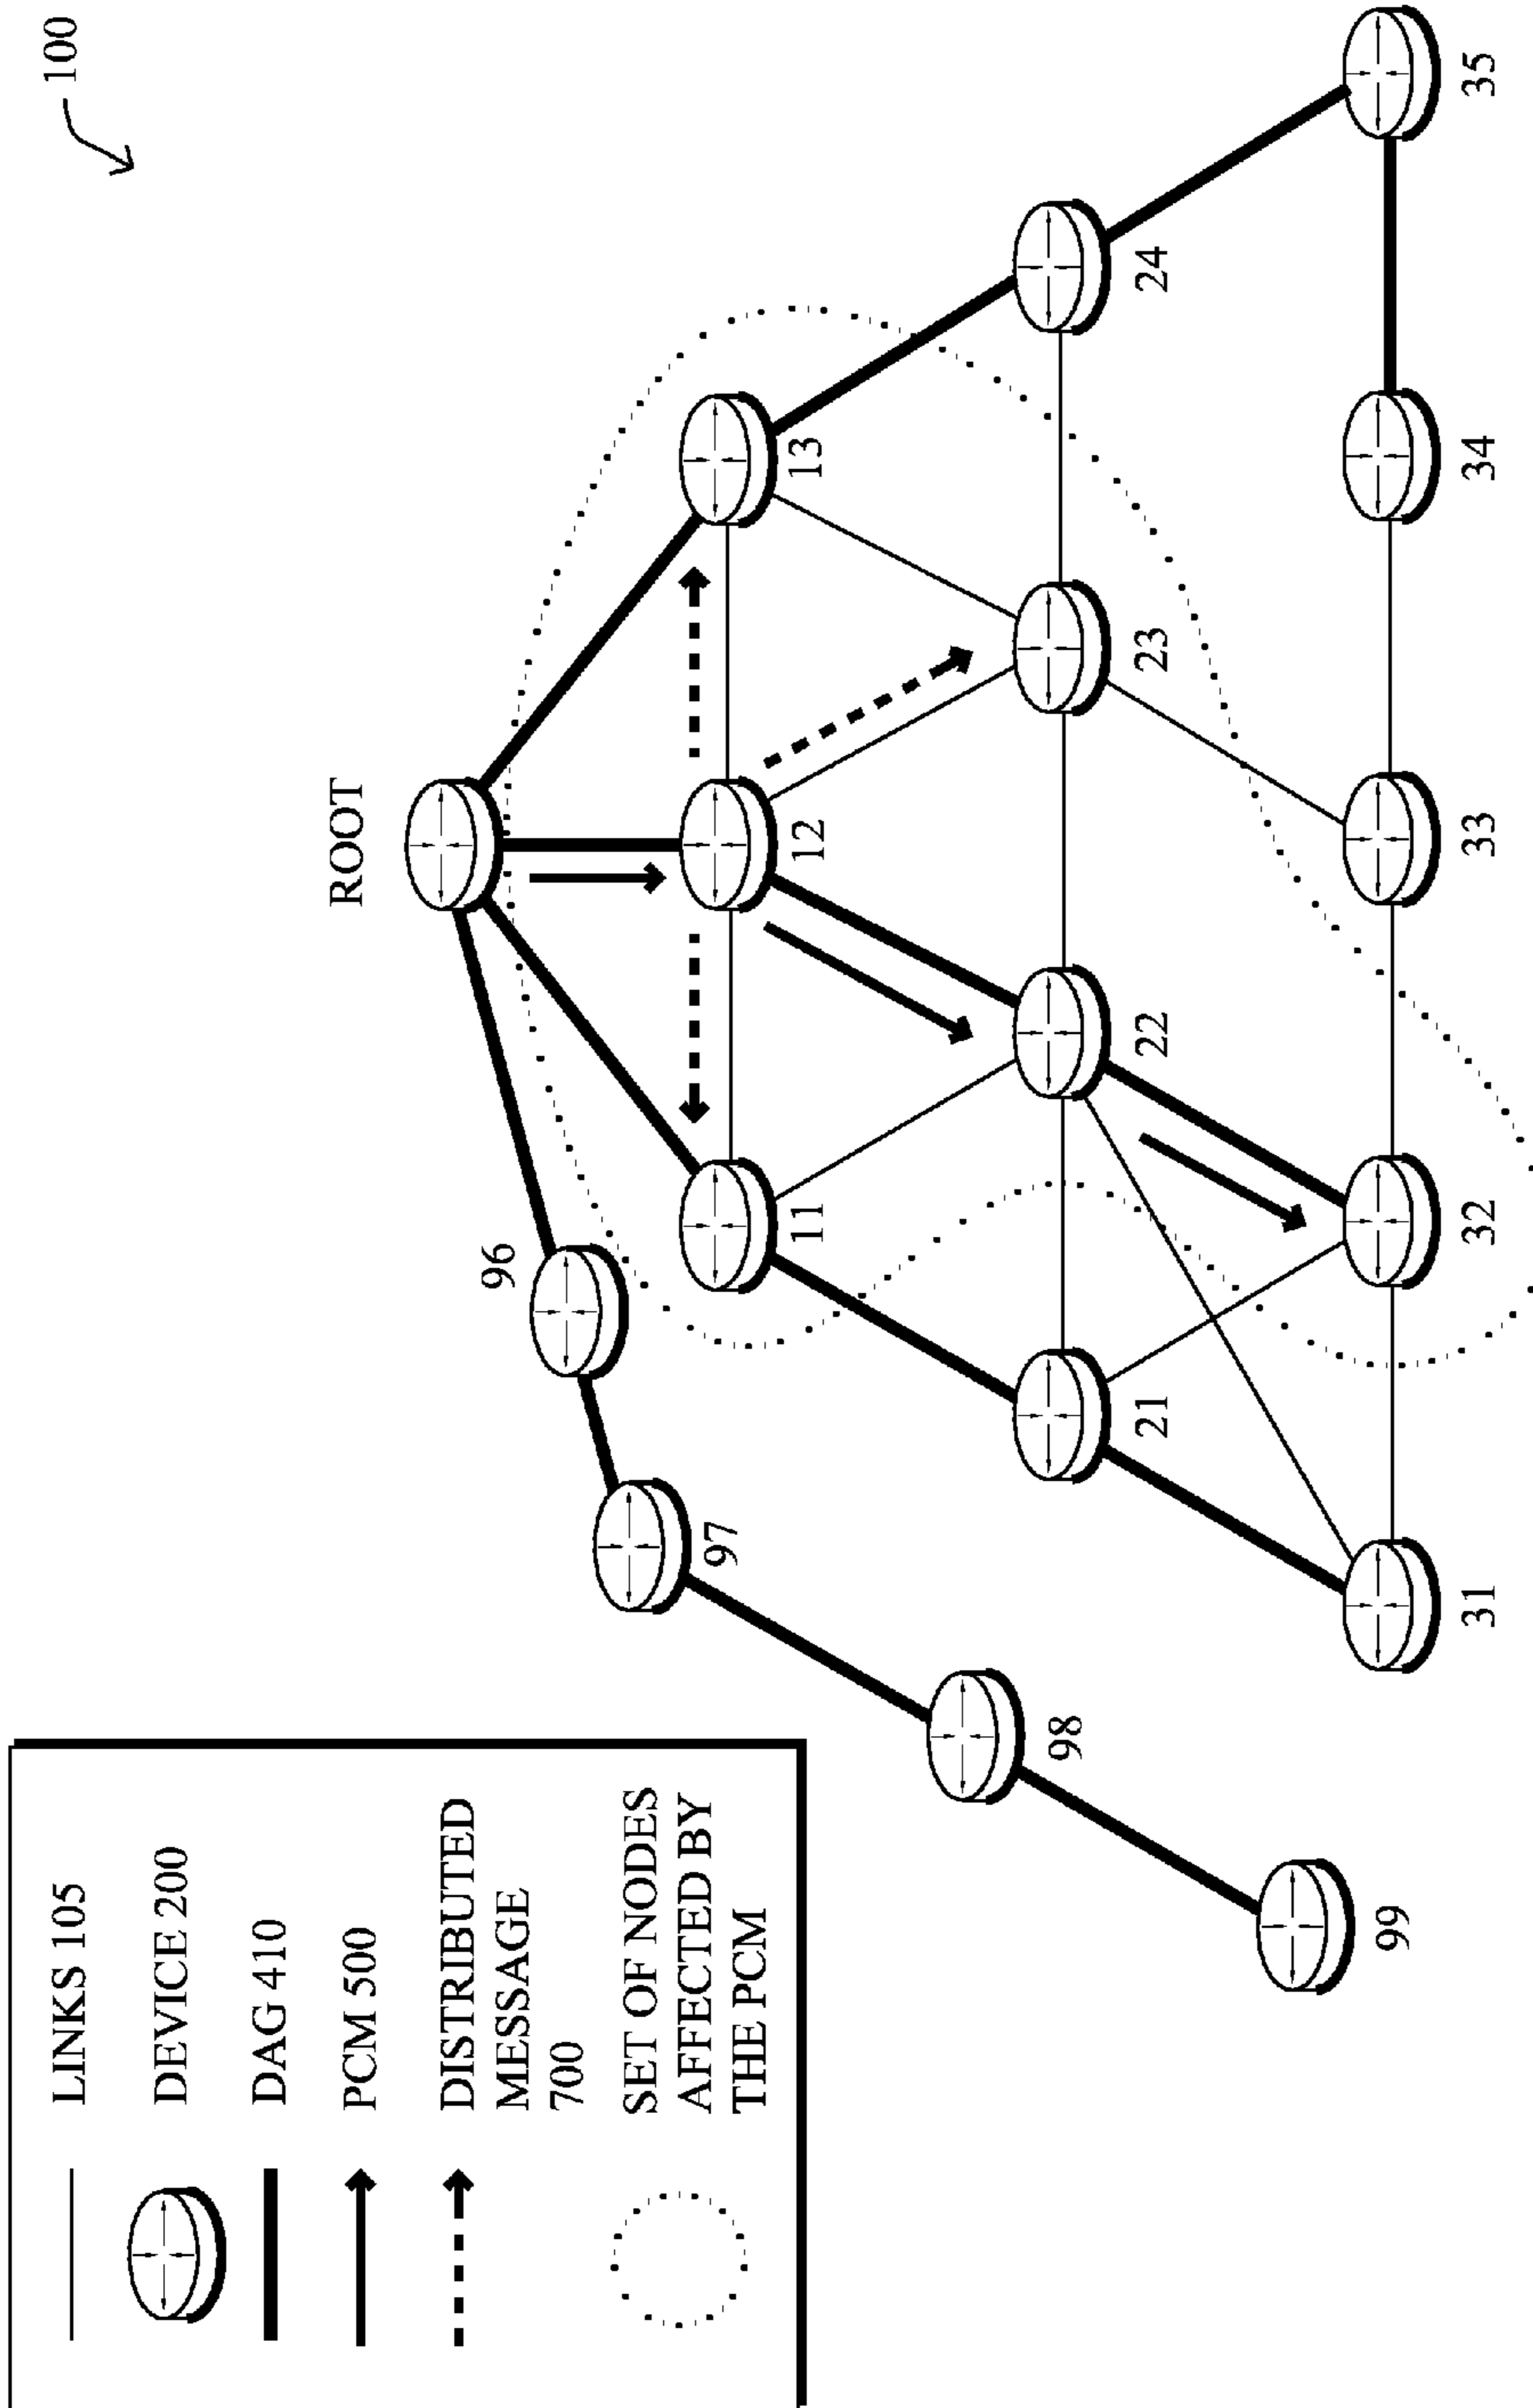 LINKS 105
DEVICE 200
DAG 410
PCM 500
DISTRIBUTED
MESSAGE
700
SET OF NODES
AFFECTED BY
THE PCM
100
ROOT
96
97
98
99
11
12
13
21
22
23
24
31
32
33
34
35